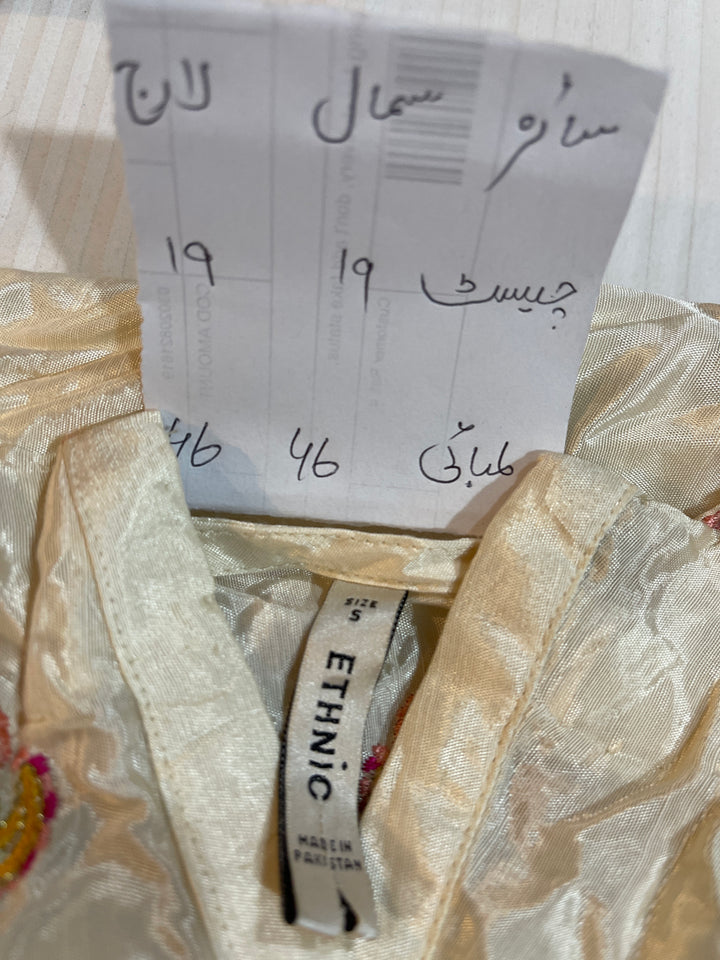 سائز سمال لارج
چیسٹ 19 19
لمبائی 46 46
SIZE
S
ETHNIC
MADE IN
PAKISTAN